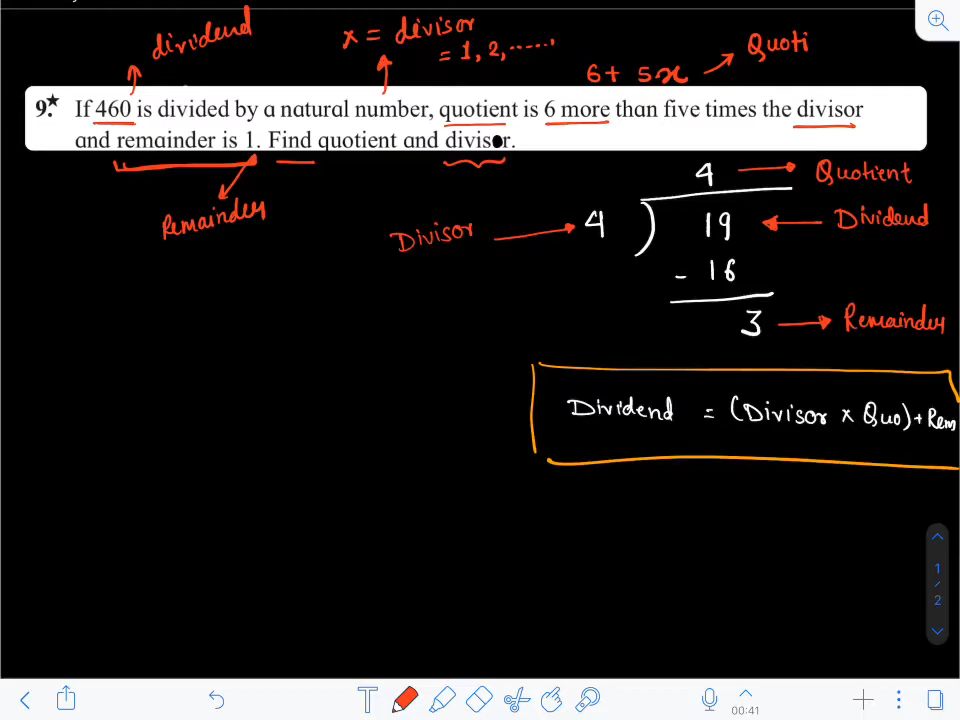 dividend
x = divisor
= 1, 2, ......
6 + 5x
Quoti
9.★ If 460 is divided by a natural number, quotient is 6 more than five times the divisor
and remainder is 1. Find quotient and divisor.
Remainder
4
Quotient
Divisor
4
19
Dividend
- 16
3
Remainder
Dividend = (Divisor x Quo) + Rem
1
/
2
T
00:41